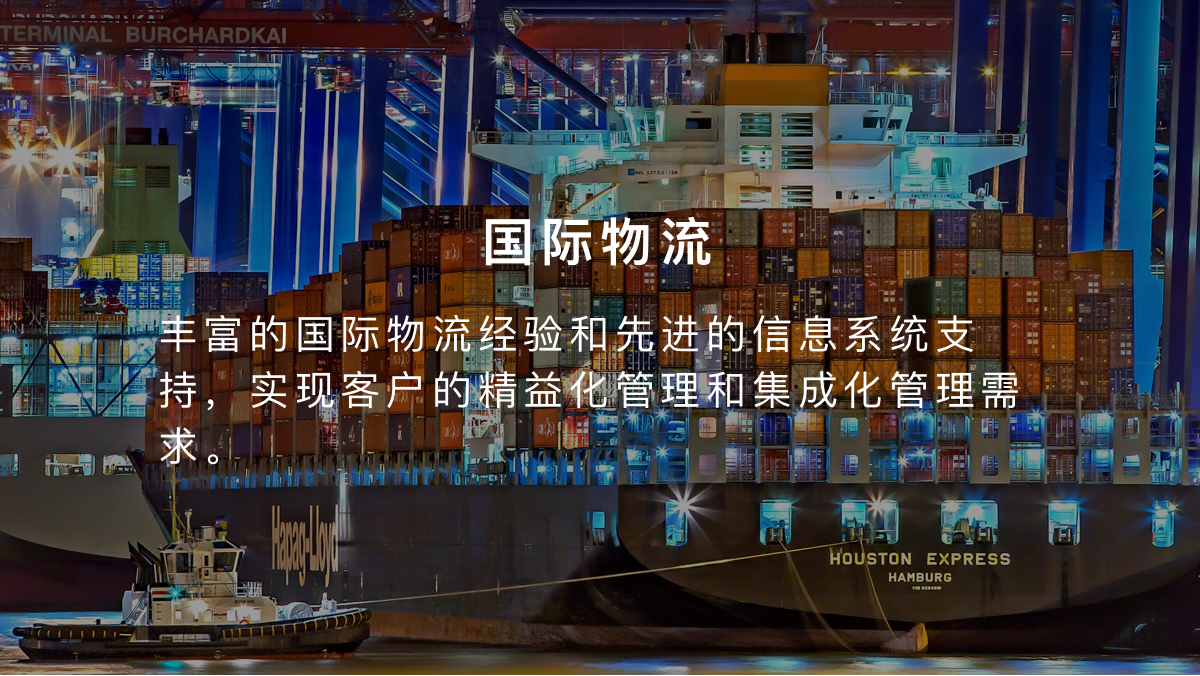 TERMINAL BURCHARDKAI
国际物流
丰富的国际物流经验和先进的信息系统支
持，实现客户的精益化管理和集成化管理需
求。
Hapag-Lloyd
HOUSTON EXPRESS
HAMBURG